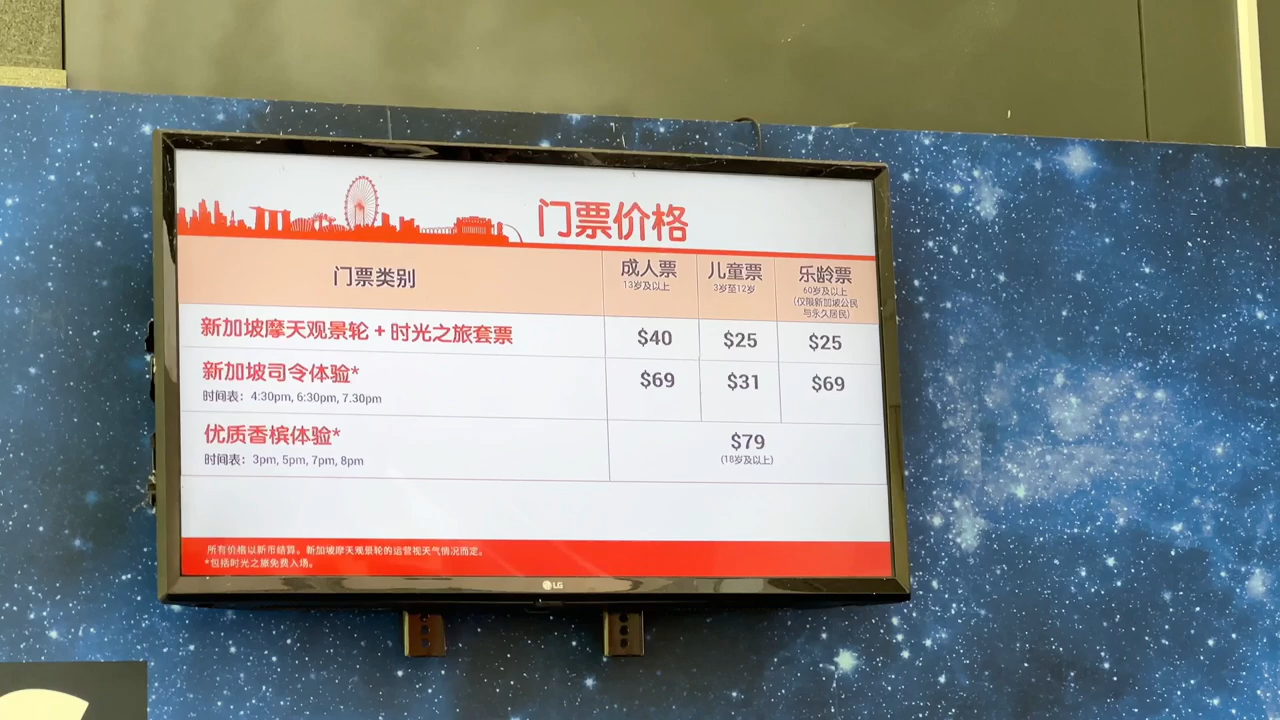 门票价格
门票类别
成人票
13岁及以上
儿童票
3岁至12岁
乐龄票
60岁及以上
(仅限新加坡公民
与永久居民)
新加坡摩天观景轮 + 时光之旅套票
$40
$25
$25
新加坡司令体验*
时间表: 4:30pm, 6:30pm, 7.30pm
$69
$31
$69
优质香槟体验*
时间表: 3pm, 5pm, 7pm, 8pm
$79
(18岁及以上)
所有价格以新币结算。新加坡摩天观景轮的运营视天气情况而定。
*包括时光之旅免费入场。
LG